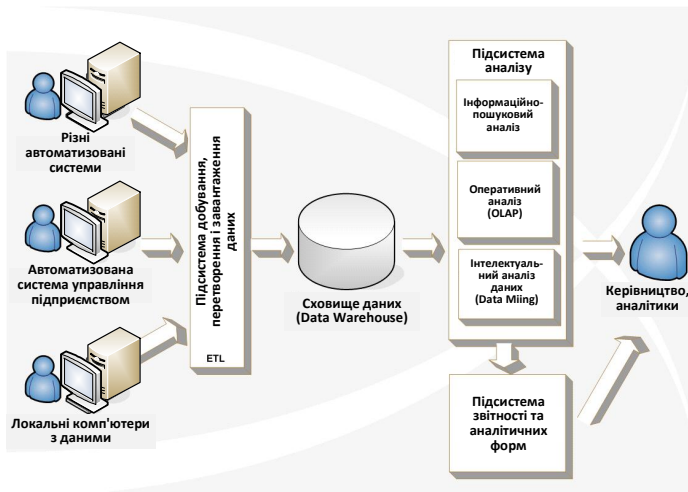 Різні
автоматизовані
системи
Автоматизована
система управління
підприємством
Локальні комп'ютери
з даними
Підсистема добування,
перетворення і завантаження
даних
ETL
Сховище даних
(Data Warehouse)
Підсистема
аналізу
Інформаційно-
пошуковий
аналіз
Оперативний
аналіз
(OLAP)
Інтелектуаль-
ний аналіз
даних
(Data Miing)
Підсистема
звітності та
аналітичних
форм
Керівництво,
аналітики